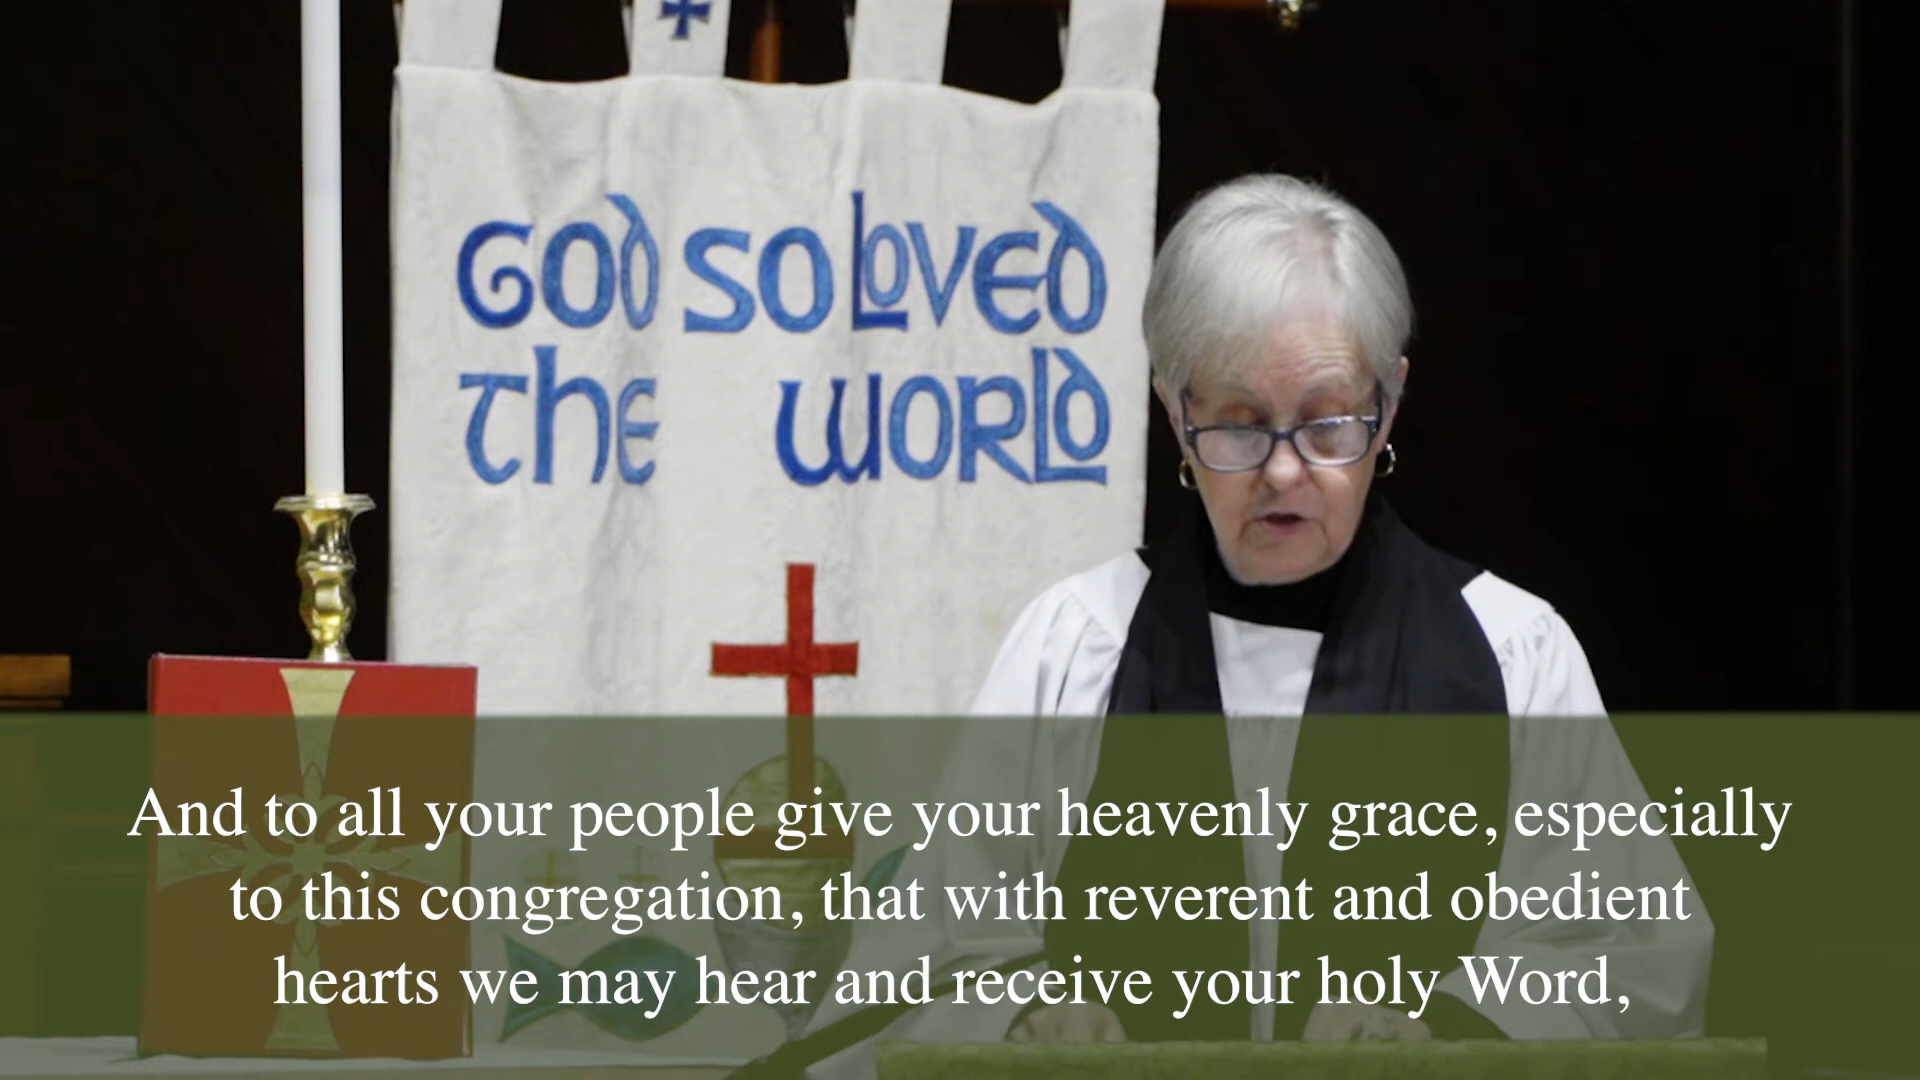 GOD SO LOVED
THE WORLD
And to all your people give your heavenly grace, especially
to this congregation, that with reverent and obedient
hearts we may hear and receive your holy Word,